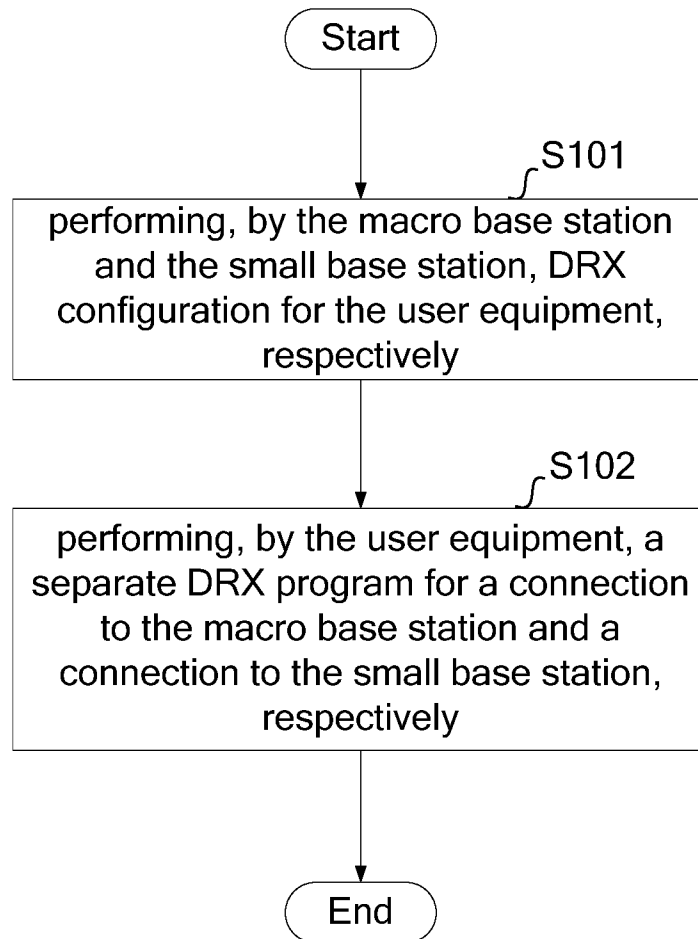 Start
S101
performing, by the macro base station
and the small base station, DRX
configuration for the user equipment,
respectively
S102
performing, by the user equipment, a
separate DRX program for a connection
to the macro base station and a
connection to the small base station,
respectively
End